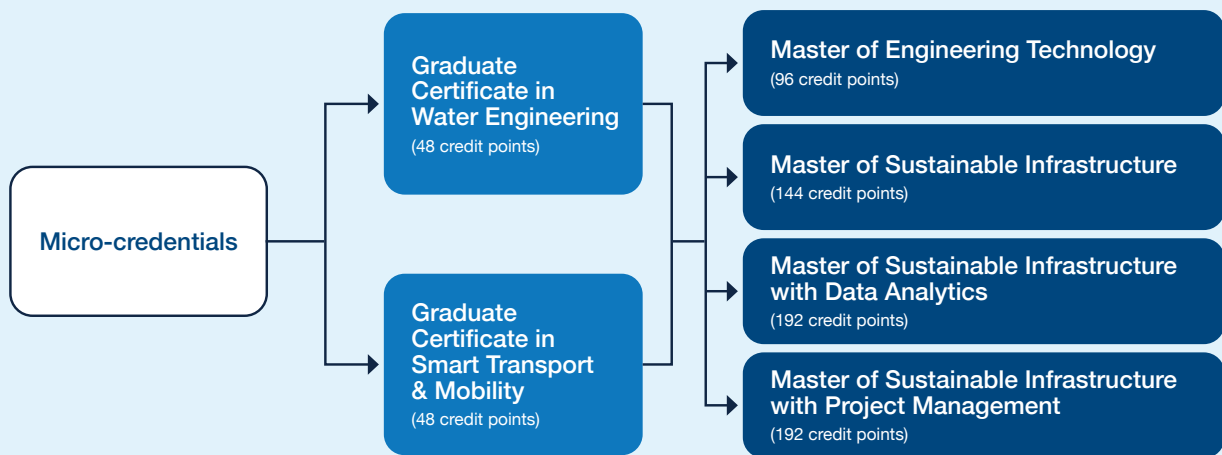 Micro-credentials
Graduate
Certificate in
Water Engineering
(48 credit points)
Graduate
Certificate in
Smart Transport
& Mobility
(48 credit points)
Master of Engineering Technology
(96 credit points)
Master of Sustainable Infrastructure
(144 credit points)
Master of Sustainable Infrastructure
with Data Analytics
(192 credit points)
Master of Sustainable Infrastructure
with Project Management
(192 credit points)